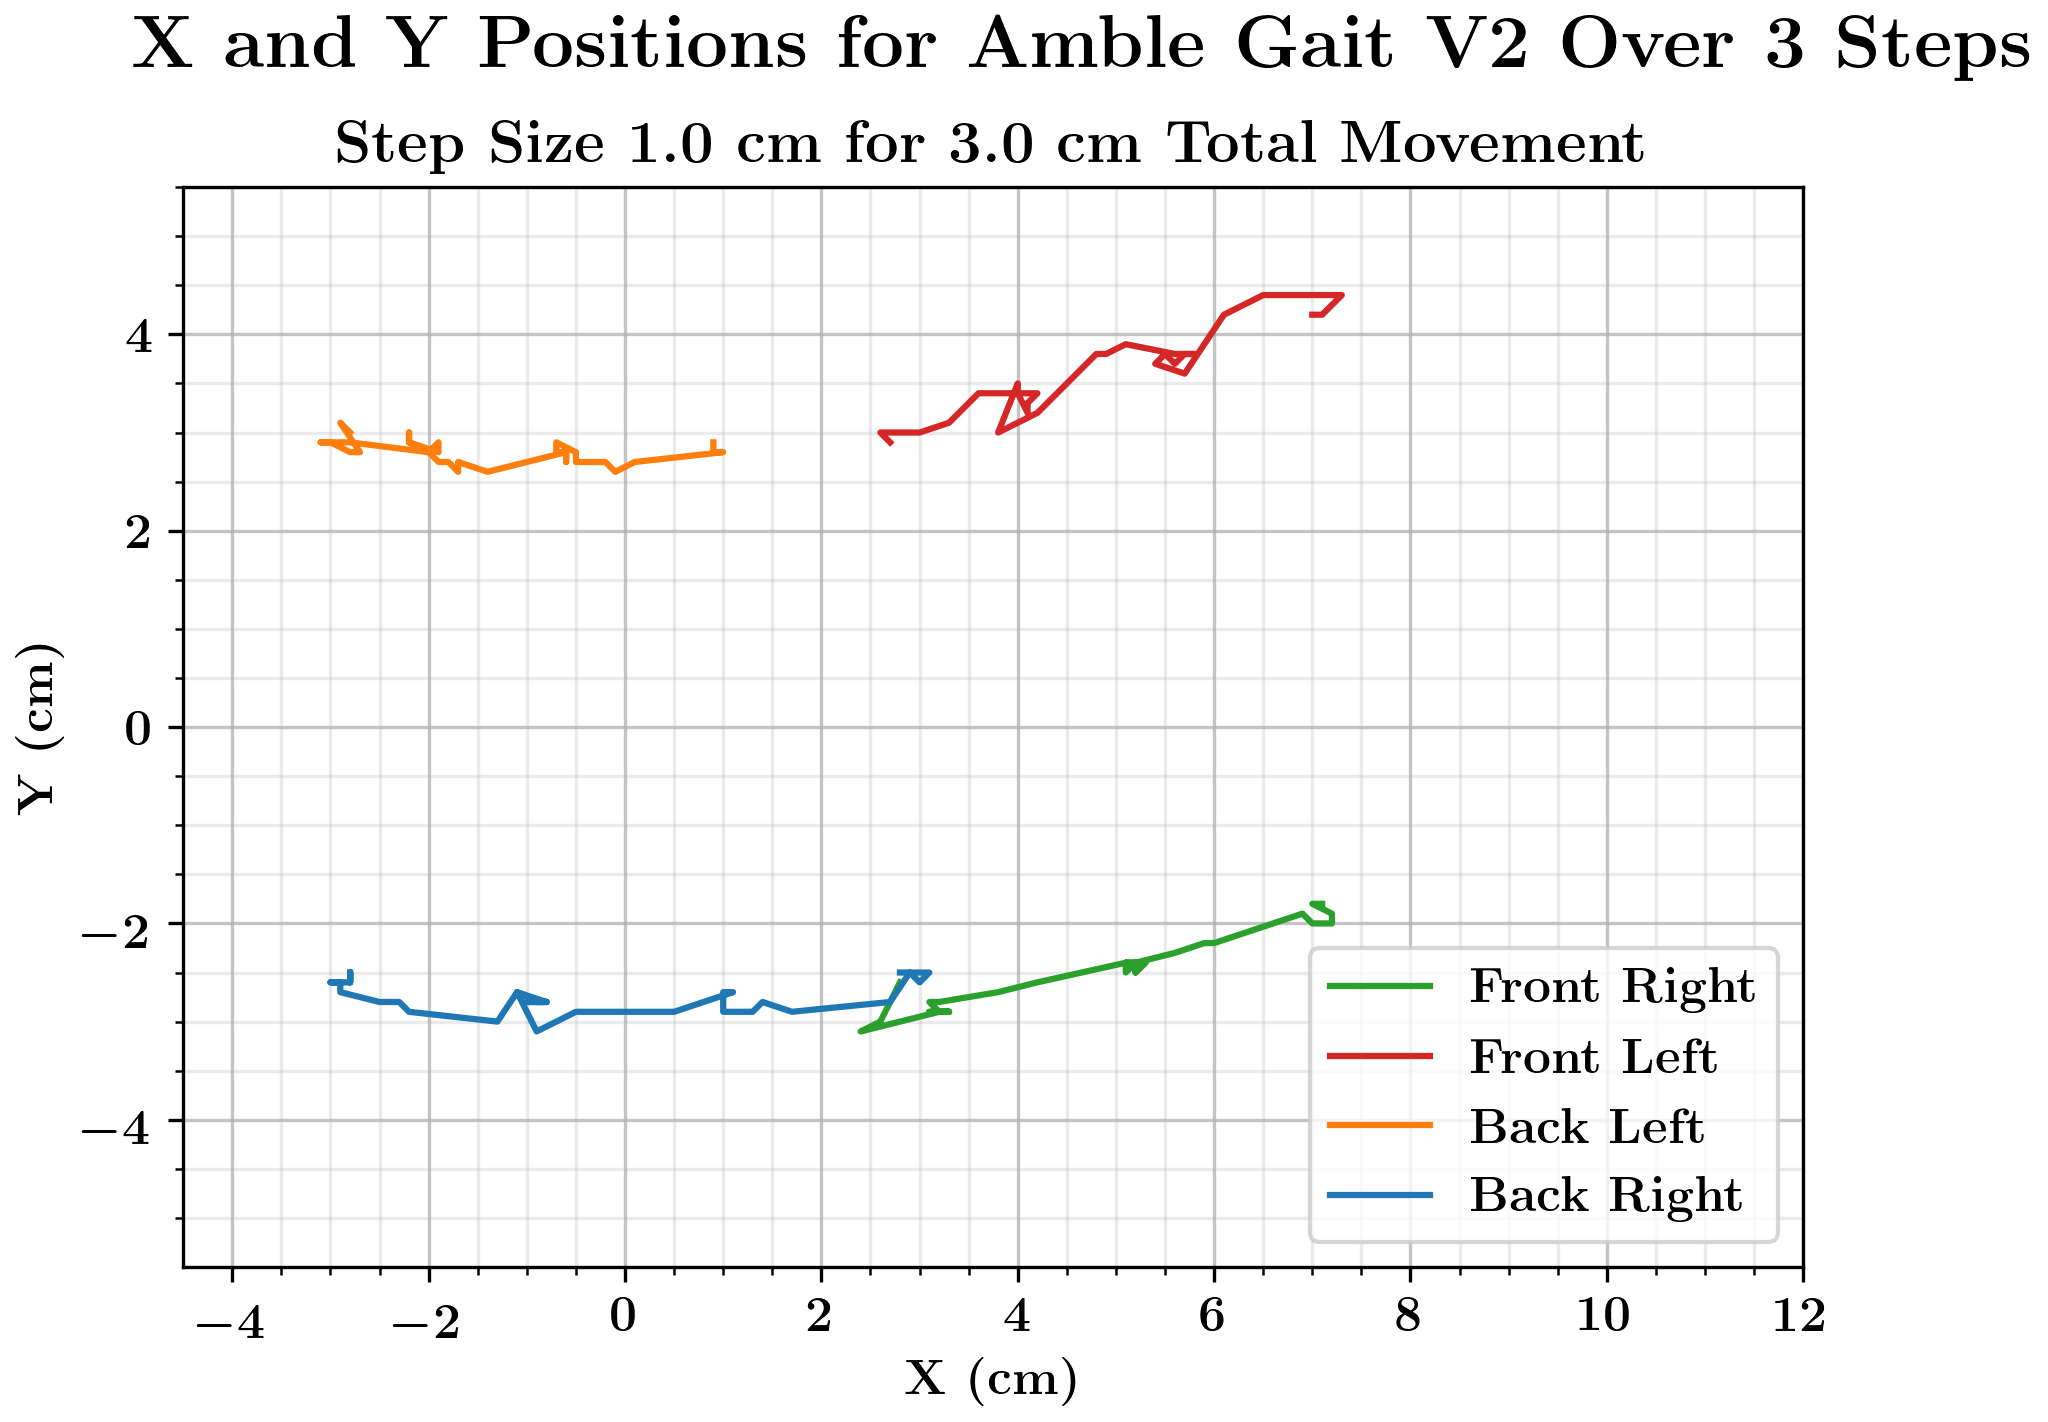 X and Y Positions for Amble Gait V2 Over 3 Steps
Step Size 1.0 cm for 3.0 cm Total Movement
4
2
0
−2
−4
Y (cm)
Front Right
Front Left
Back Left
Back Right
−4 −2 0 2 4 6 8 10 12
X (cm)